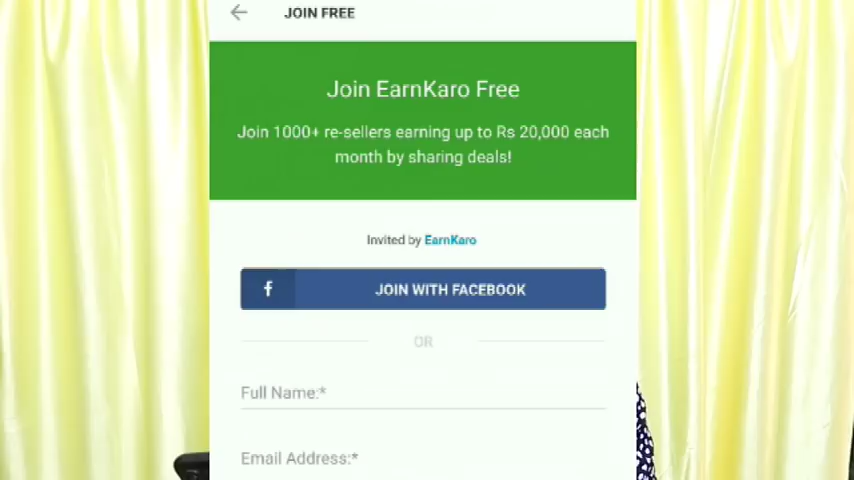 JOIN FREE
Join EarnKaro Free
Join 1000+ re-sellers earning up to Rs 20,000 each
month by sharing deals!
Invited by EarnKaro
f JOIN WITH FACEBOOK
OR
Full Name:*
Email Address:*